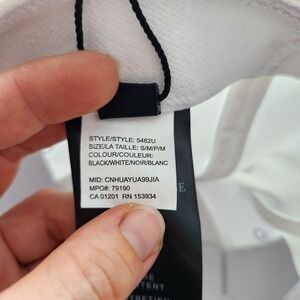 STYLE/STYLE: 5482U
SIZE/LA TAILLE: S/M/P/M
COLOUR/COULEUR:
BLACK/WHITE/NOIR/BLANC
MID: CNHUAYUA99JIA
MPO#: 79190
CA 01201 RN 153934